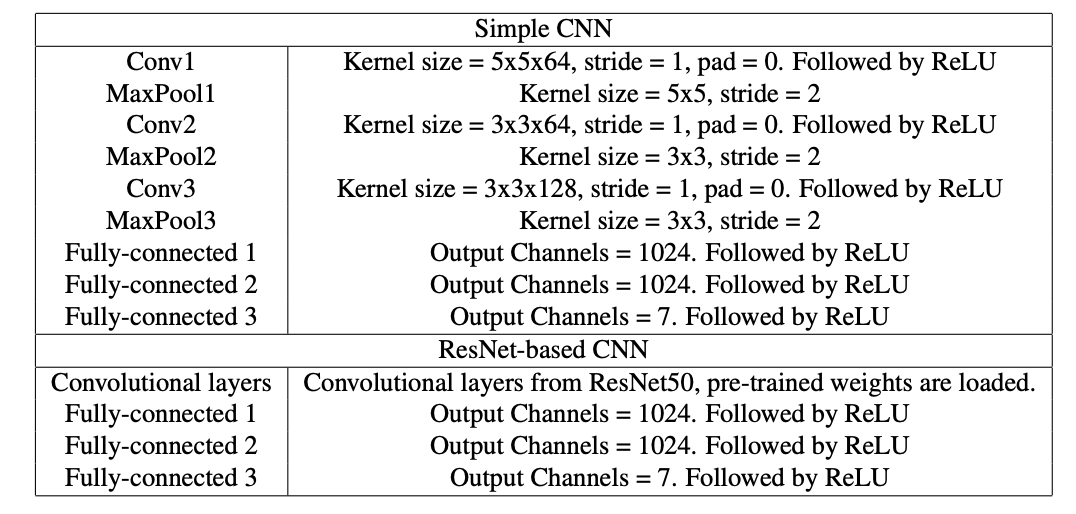 Simple CNN
Conv1 Kernel size = 5x5x64, stride = 1, pad = 0. Followed by ReLU
MaxPool1 Kernel size = 5x5, stride = 2
Conv2 Kernel size = 3x3x64, stride = 1, pad = 0. Followed by ReLU
MaxPool2 Kernel size = 3x3, stride = 2
Conv3 Kernel size = 3x3x128, stride = 1, pad = 0. Followed by ReLU
MaxPool3 Kernel size = 3x3, stride = 2
Fully-connected 1 Output Channels = 1024. Followed by ReLU
Fully-connected 2 Output Channels = 1024. Followed by ReLU
Fully-connected 3 Output Channels = 7. Followed by ReLU
ResNet-based CNN
Convolutional layers Convolutional layers from ResNet50, pre-trained weights are loaded.
Fully-connected 1 Output Channels = 1024. Followed by ReLU
Fully-connected 2 Output Channels = 1024. Followed by ReLU
Fully-connected 3 Output Channels = 7. Followed by ReLU